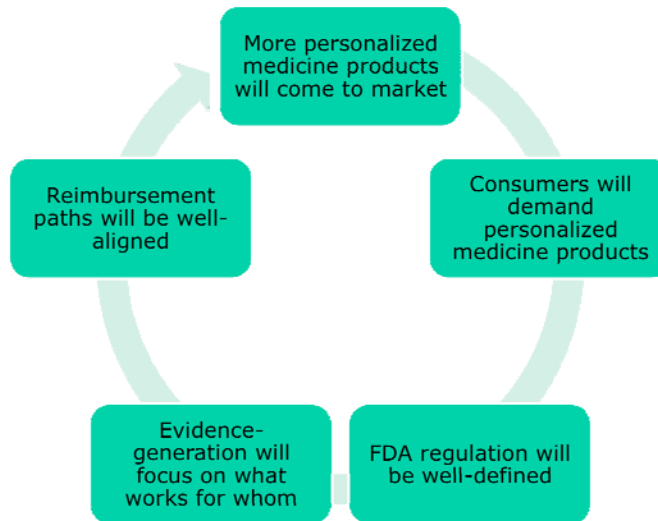 More personalized
medicine products
will come to market
Consumers will
demand
personalized
medicine products
FDA regulation will
be well-defined
Evidence-
generation will
focus on what
works for whom
Reimbursement
paths will be well-
aligned